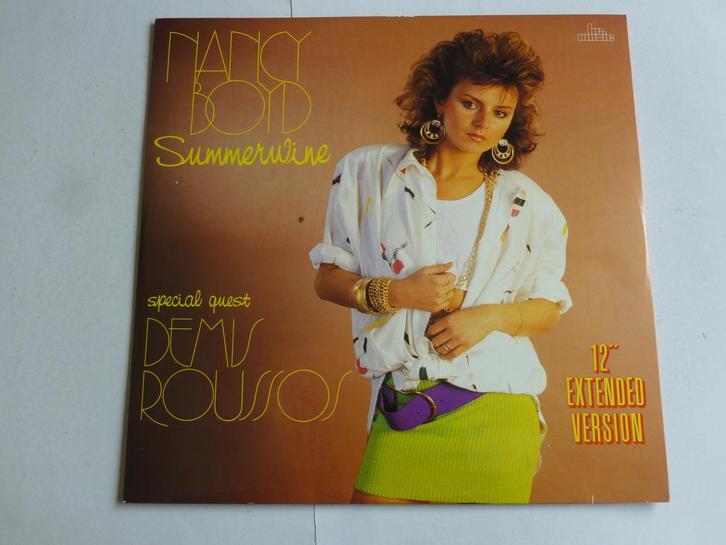 NANCY
BOYD
Summerwine
special guest
DEMIS
ROUSSOS
12"
EXTENDED
VERSION